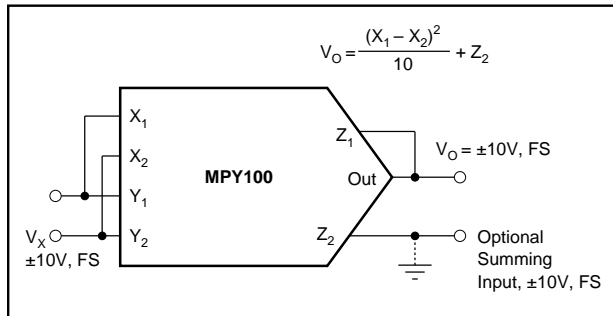 V_O = (X_1 – X_2)^2 / 10 + Z_2
X_1
X_2
Y_1
Y_2
MPY100
Z_1
Out
Z_2
V_X
±10V, FS
V_O = ±10V, FS
Optional
Summing
Input, ±10V, FS